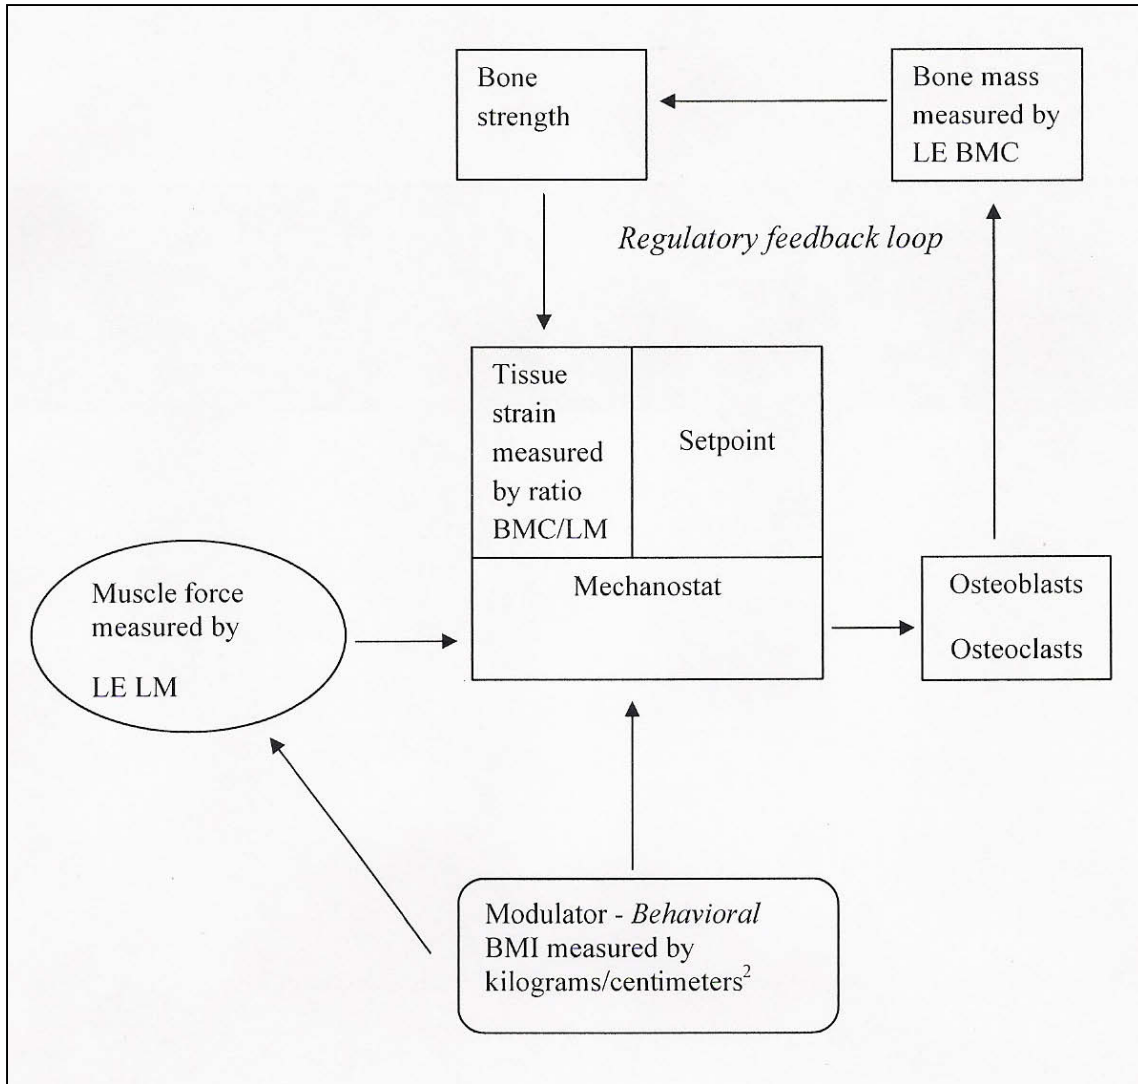 Bone
strength
Bone mass
measured by
LE BMC
Regulatory feedback loop
Tissue
strain
measured
by ratio
BMC/LM
Setpoint
Mechanostat
Muscle force
measured by
LE LM
Osteoblasts
Osteoclasts
Modulator - Behavioral
BMI measured by
kilograms/centimeters²